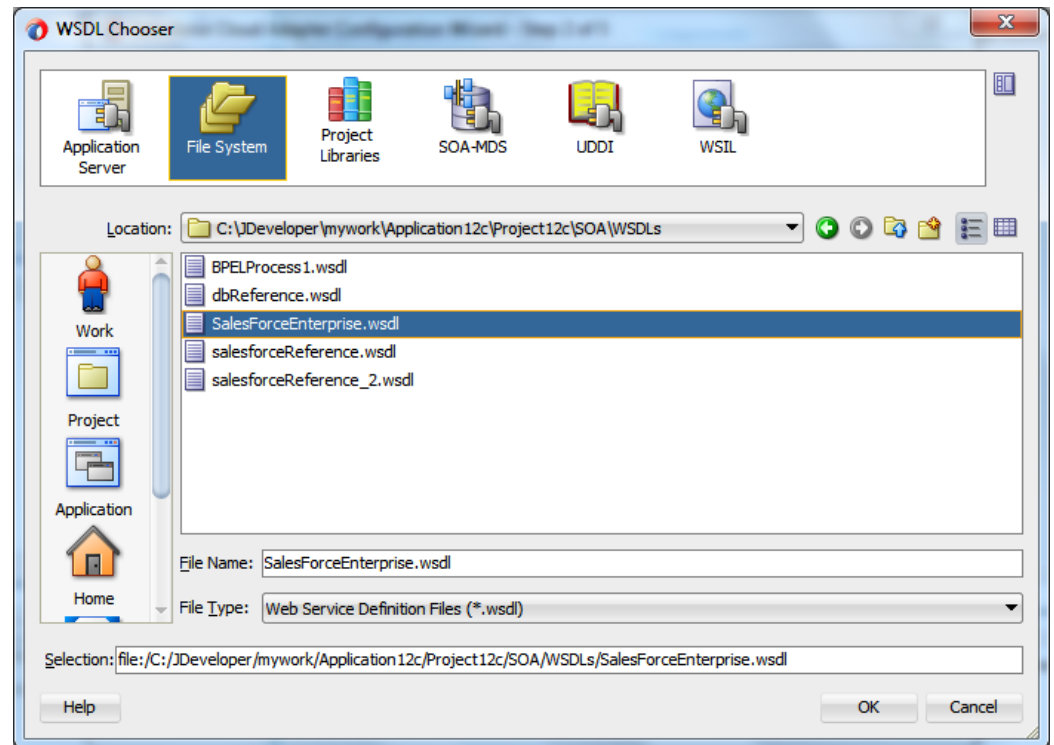 WSDL Chooser
Application Server
File System
Project Libraries
SOA-MDS
UDDI
WSIL
Location: C:\JDeveloper\mywork\Application12c\Project12c\SOA\WSDLs
Work
Project
Application
Home
BPELProcess1.wsdl
dbReference.wsdl
SalesForceEnterprise.wsdl
salesforceReference.wsdl
salesforceReference_2.wsdl
File Name: SalesForceEnterprise.wsdl
File Type: Web Service Definition Files (*.wsdl)
Selection: file:/C:/JDeveloper/mywork/Application12c/Project12c/SOA/WSDLs/SalesForceEnterprise.wsdl
Help
OK
Cancel